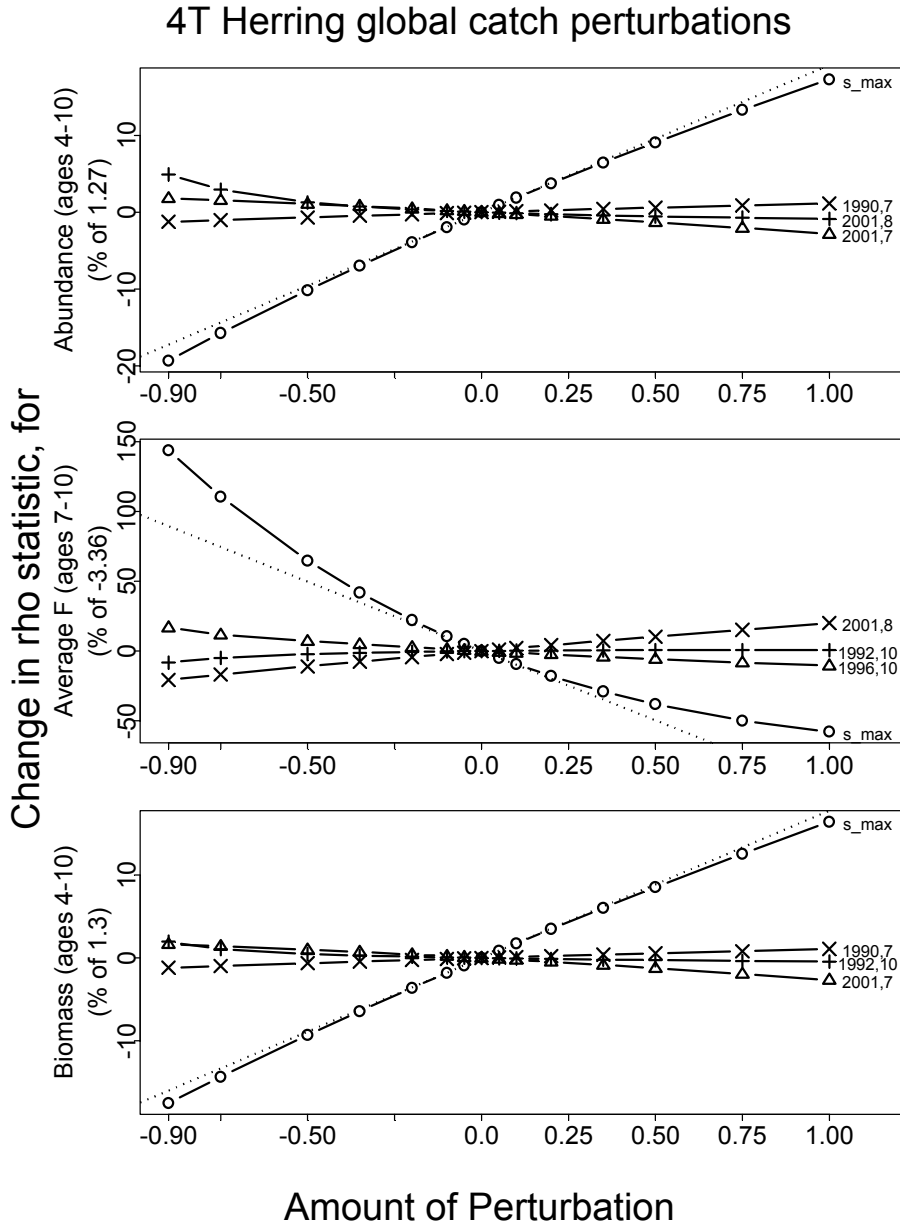 4T Herring global catch perturbations
Change in rho statistic, for
Abundance (ages 4-10)
(% of 1.27)
10
0
-10
-20
s_max
1990,7
2001,8
2001,7
-0.90 -0.50 0.0 0.25 0.50 0.75 1.00
Average F (ages 7-10)
(% of -3.36)
150
100
50
0
-50
2001,8
1992,10
1996,10
s_max
-0.90 -0.50 0.0 0.25 0.50 0.75 1.00
Biomass (ages 4-10)
(% of 1.3)
10
0
-10
s_max
1990,7
1992,10
2001,7
-0.90 -0.50 0.0 0.25 0.50 0.75 1.00
Amount of Perturbation